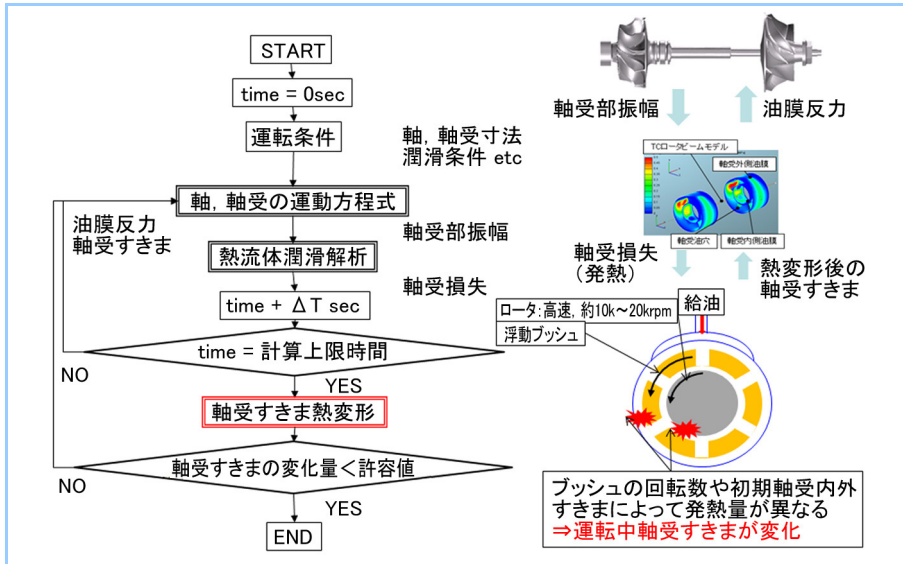 START
time = 0sec
運転条件
軸, 軸受寸法
潤滑条件 etc
軸, 軸受の運動方程式
油膜反力
軸受すきま
軸受部振幅
熱流体潤滑解析
軸受損失
time + ΔT sec
time = 計算上限時間
NO
YES
軸受すきま熱変形
軸受すきまの変化量<許容値
NO
YES
END
軸受部振幅
油膜反力
TCロータビームモデル
軸受外側油膜
軸受油穴
軸受内側油膜
軸受損失
(発熱)
熱変形後の
軸受すきま
ロータ:高速, 約10k~20krpm
給油
浮動ブッシュ
ブッシュの回転数や初期軸受内外
すきまによって発熱量が異なる
⇒運転中軸受すきまが変化